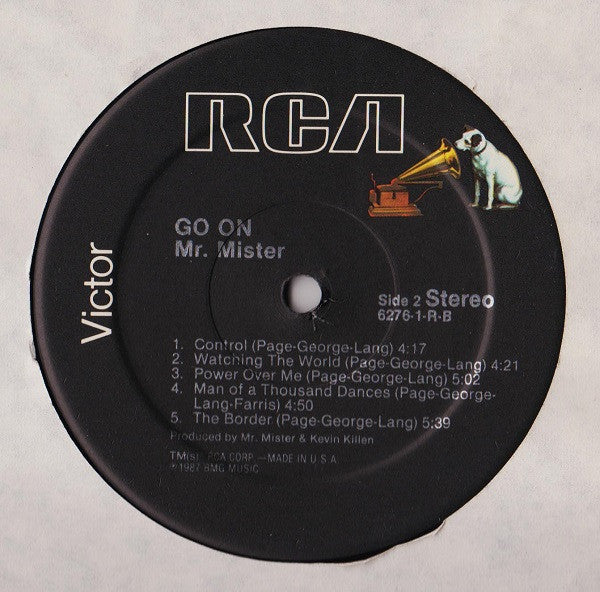 RCA
Victor
GO ON
Mr. Mister
Side 2 Stereo
6276-1-R-B
1. Control (Page-George-Lang) 4:17
2. Watching The World (Page-George-Lang) 4:21
3. Power Over Me (Page-George-Lang) 5:02
4. Man of a Thousand Dances (Page-George-
Lang-Farris) 4:50
5. The Border (Page-George-Lang) 5:39
Produced by Mr. Mister & Kevin Killen
TM(s) RCA CORP.—MADE IN U S A
℗1987 BMG MUSIC